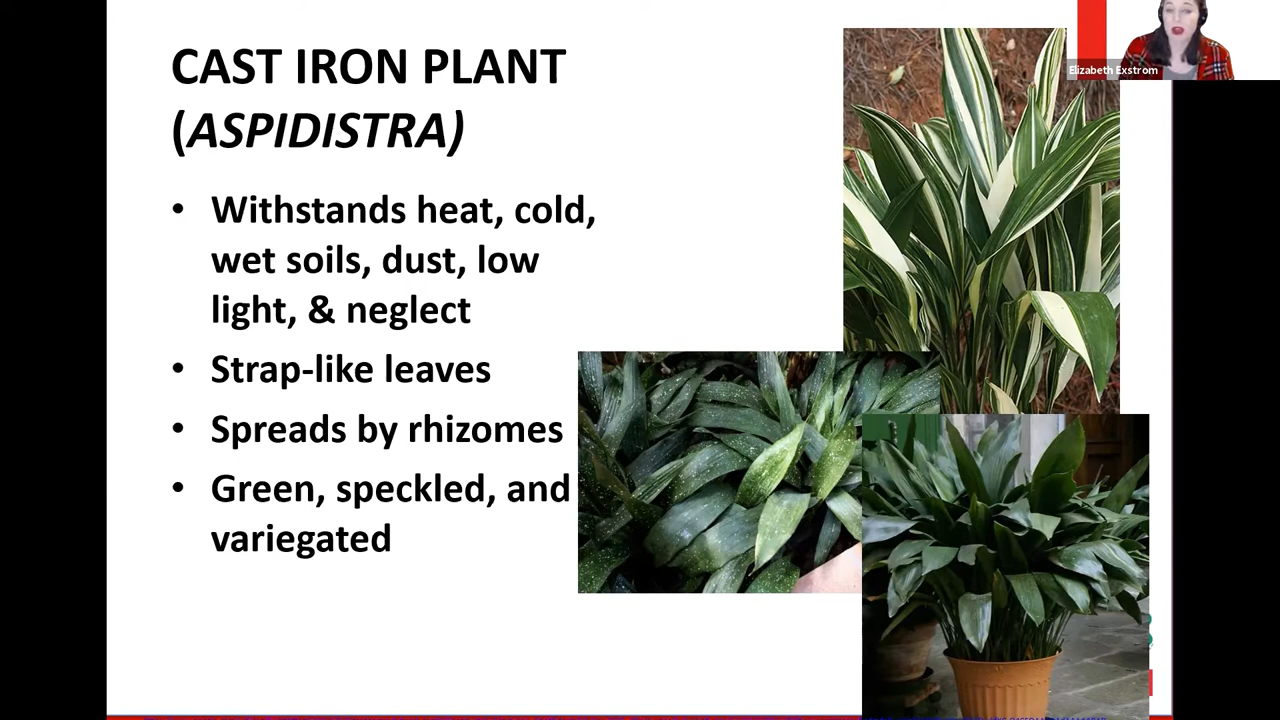 CAST IRON PLANT
(ASPIDISTRA)
• Withstands heat, cold,
wet soils, dust, low
light, & neglect
• Strap-like leaves
• Spreads by rhizomes
• Green, speckled, and
variegated
Elizabeth Exstrom